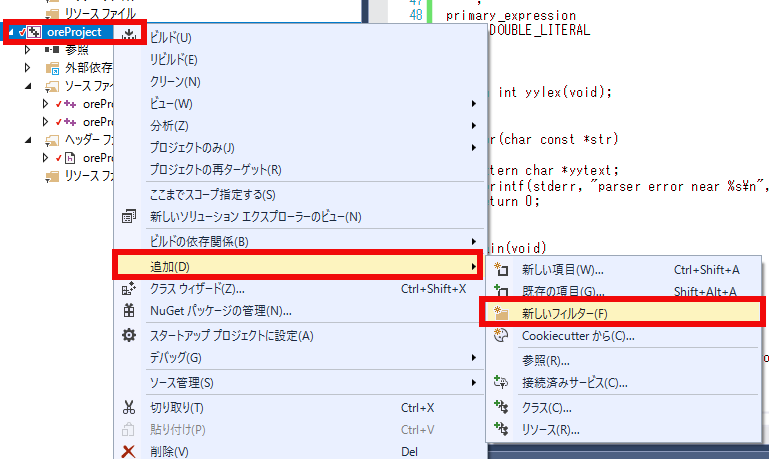 リソース ファイル
oreProject
参照
外部依存
ソース ファイ
orePro
orePro
ヘッダー フ
orePro
リソース ファ
ビルド(U)
リビルド(E)
クリーン(N)
ビュー(W)
分析(Z)
プロジェクトのみ(J)
プロジェクトの再ターゲット(R)
ここまでスコープ指定する(S)
新しいソリューション エクスプローラーのビュー(N)
ビルドの依存関係(B)
追加(D)
クラス ウィザード(Z)... Ctrl+Shift+X
NuGet パッケージの管理(N)...
スタートアップ プロジェクトに設定(A)
デバッグ(G)
ソース管理(S)
切り取り(T) Ctrl+X
貼り付け(P) Ctrl+V
削除(V) Del
47 ;
48 primary_expression
DOUBLE_LITERAL
int yylex(void);
r(char const *str)
tern char *yytext;
rintf(stderr, "parser error near %s\n",
turn 0;
in(void)
新しい項目(W)... Ctrl+Shift+A
既存の項目(G)... Shift+Alt+A
新しいフィルター(F)
Cookiecutter から(C)...
参照(R)...
接続済みサービス(C)...
クラス(C)...
リソース(R)...